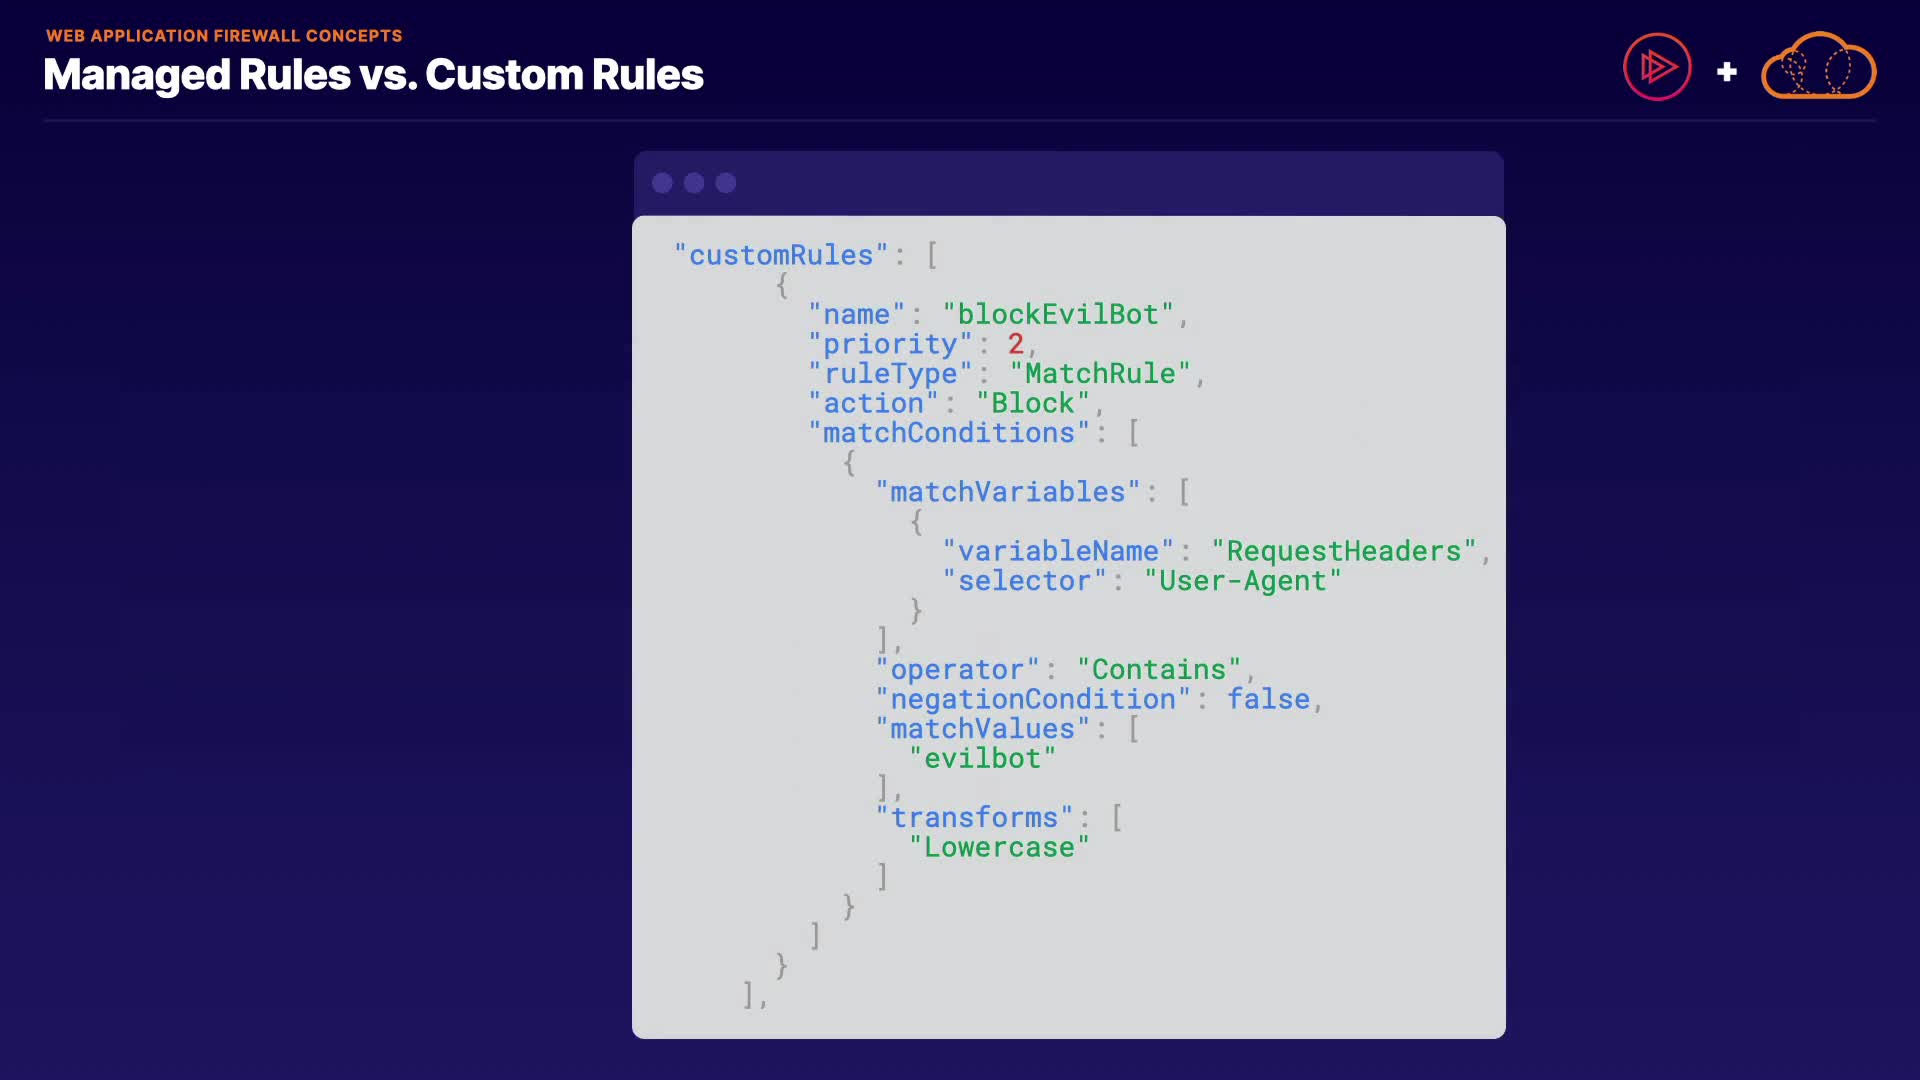 WEB APPLICATION FIREWALL CONCEPTS
Managed Rules vs. Custom Rules
"customRules": [
{
"name": "blockEvilBot",
"priority": 2,
"ruleType": "MatchRule",
"action": "Block",
"matchConditions": [
{
"matchVariables": [
{
"variableName": "RequestHeaders",
"selector": "User-Agent"
}
],
"operator": "Contains",
"negationCondition": false,
"matchValues": [
"evilbot"
],
"transforms": [
"Lowercase"
]
}
]
}
],